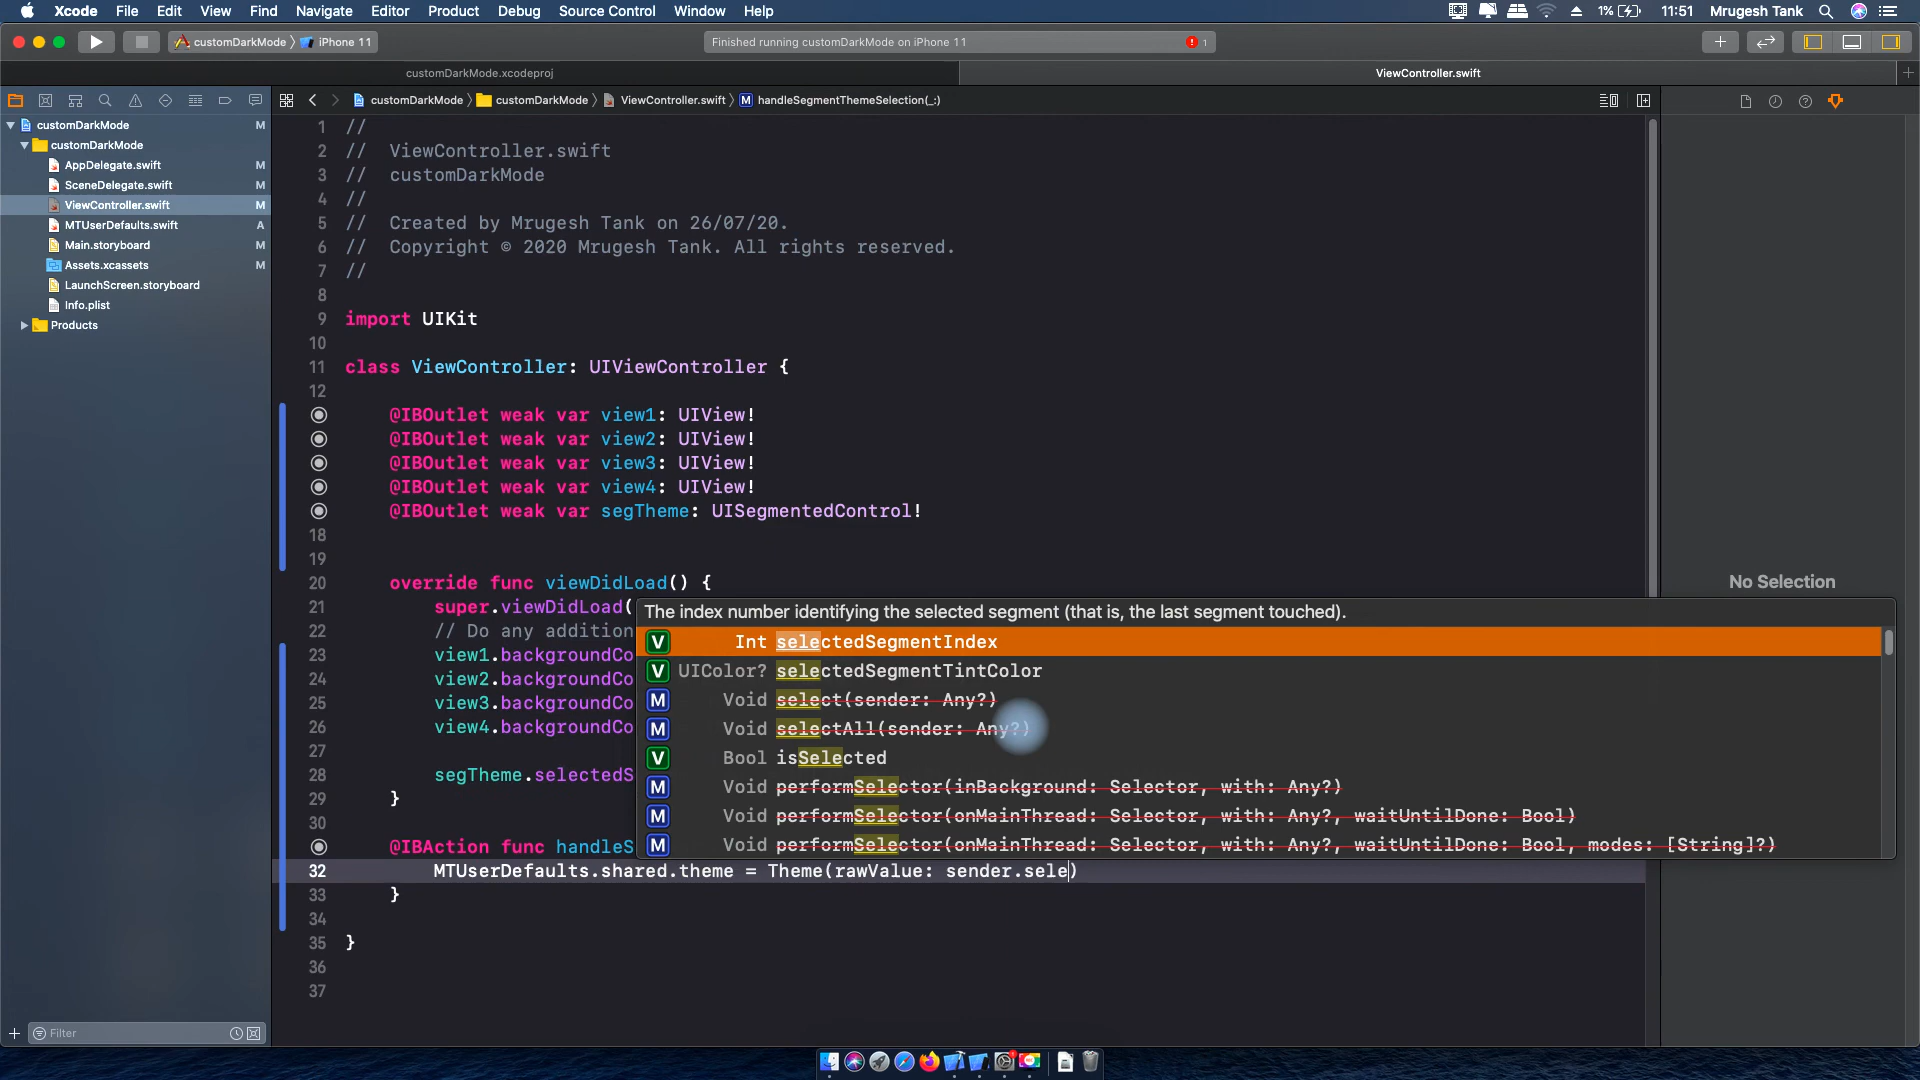 Xcode File Edit View Find Navigate Editor Product Debug Source Control Window Help 1% 11:51 Mrugesh Tank
customDarkMode iPhone 11 Finished running customDarkMode on iPhone 11 1
customDarkMode.xcodeproj ViewController.swift
customDarkMode customDarkMode ViewController.swift M handleSegmentThemeSelection(_:)
customDarkMode M
customDarkMode
AppDelegate.swift M
SceneDelegate.swift M
ViewController.swift M
MTUserDefaults.swift A
Main.storyboard M
Assets.xcassets M
LaunchScreen.storyboard
Info.plist
Products
1 //
2 // ViewController.swift
3 // customDarkMode
4 //
5 // Created by Mrugesh Tank on 26/07/20.
6 // Copyright © 2020 Mrugesh Tank. All rights reserved.
7 //
8
9 import UIKit
10
11 class ViewController: UIViewController {
12
@IBOutlet weak var view1: UIView!
@IBOutlet weak var view2: UIView!
@IBOutlet weak var view3: UIView!
@IBOutlet weak var view4: UIView!
@IBOutlet weak var segTheme: UISegmentedControl!
18
19
20 override func viewDidLoad() {
21 super.viewDidLoad(
22 // Do any addition
23 view1.backgroundCo
24 view2.backgroundCo
25 view3.backgroundCo
26 view4.backgroundCo
27
28 segTheme.selectedS
29 }
30
@IBAction func handleS
32 MTUserDefaults.shared.theme = Theme(rawValue: sender.sele)
33 }
34
35 }
36
37
The index number identifying the selected segment (that is, the last segment touched).
V Int selectedSegmentIndex
V UIColor? selectedSegmentTintColor
M Void select(sender: Any?)
M Void selectAll(sender: Any?)
V Bool isSelected
M Void performSelector(inBackground: Selector, with: Any?)
M Void performSelector(onMainThread: Selector, with: Any?, waitUntilDone: Bool)
M Void performSelector(onMainThread: Selector, with: Any?, waitUntilDone: Bool, modes: [String]?)
No Selection
Filter